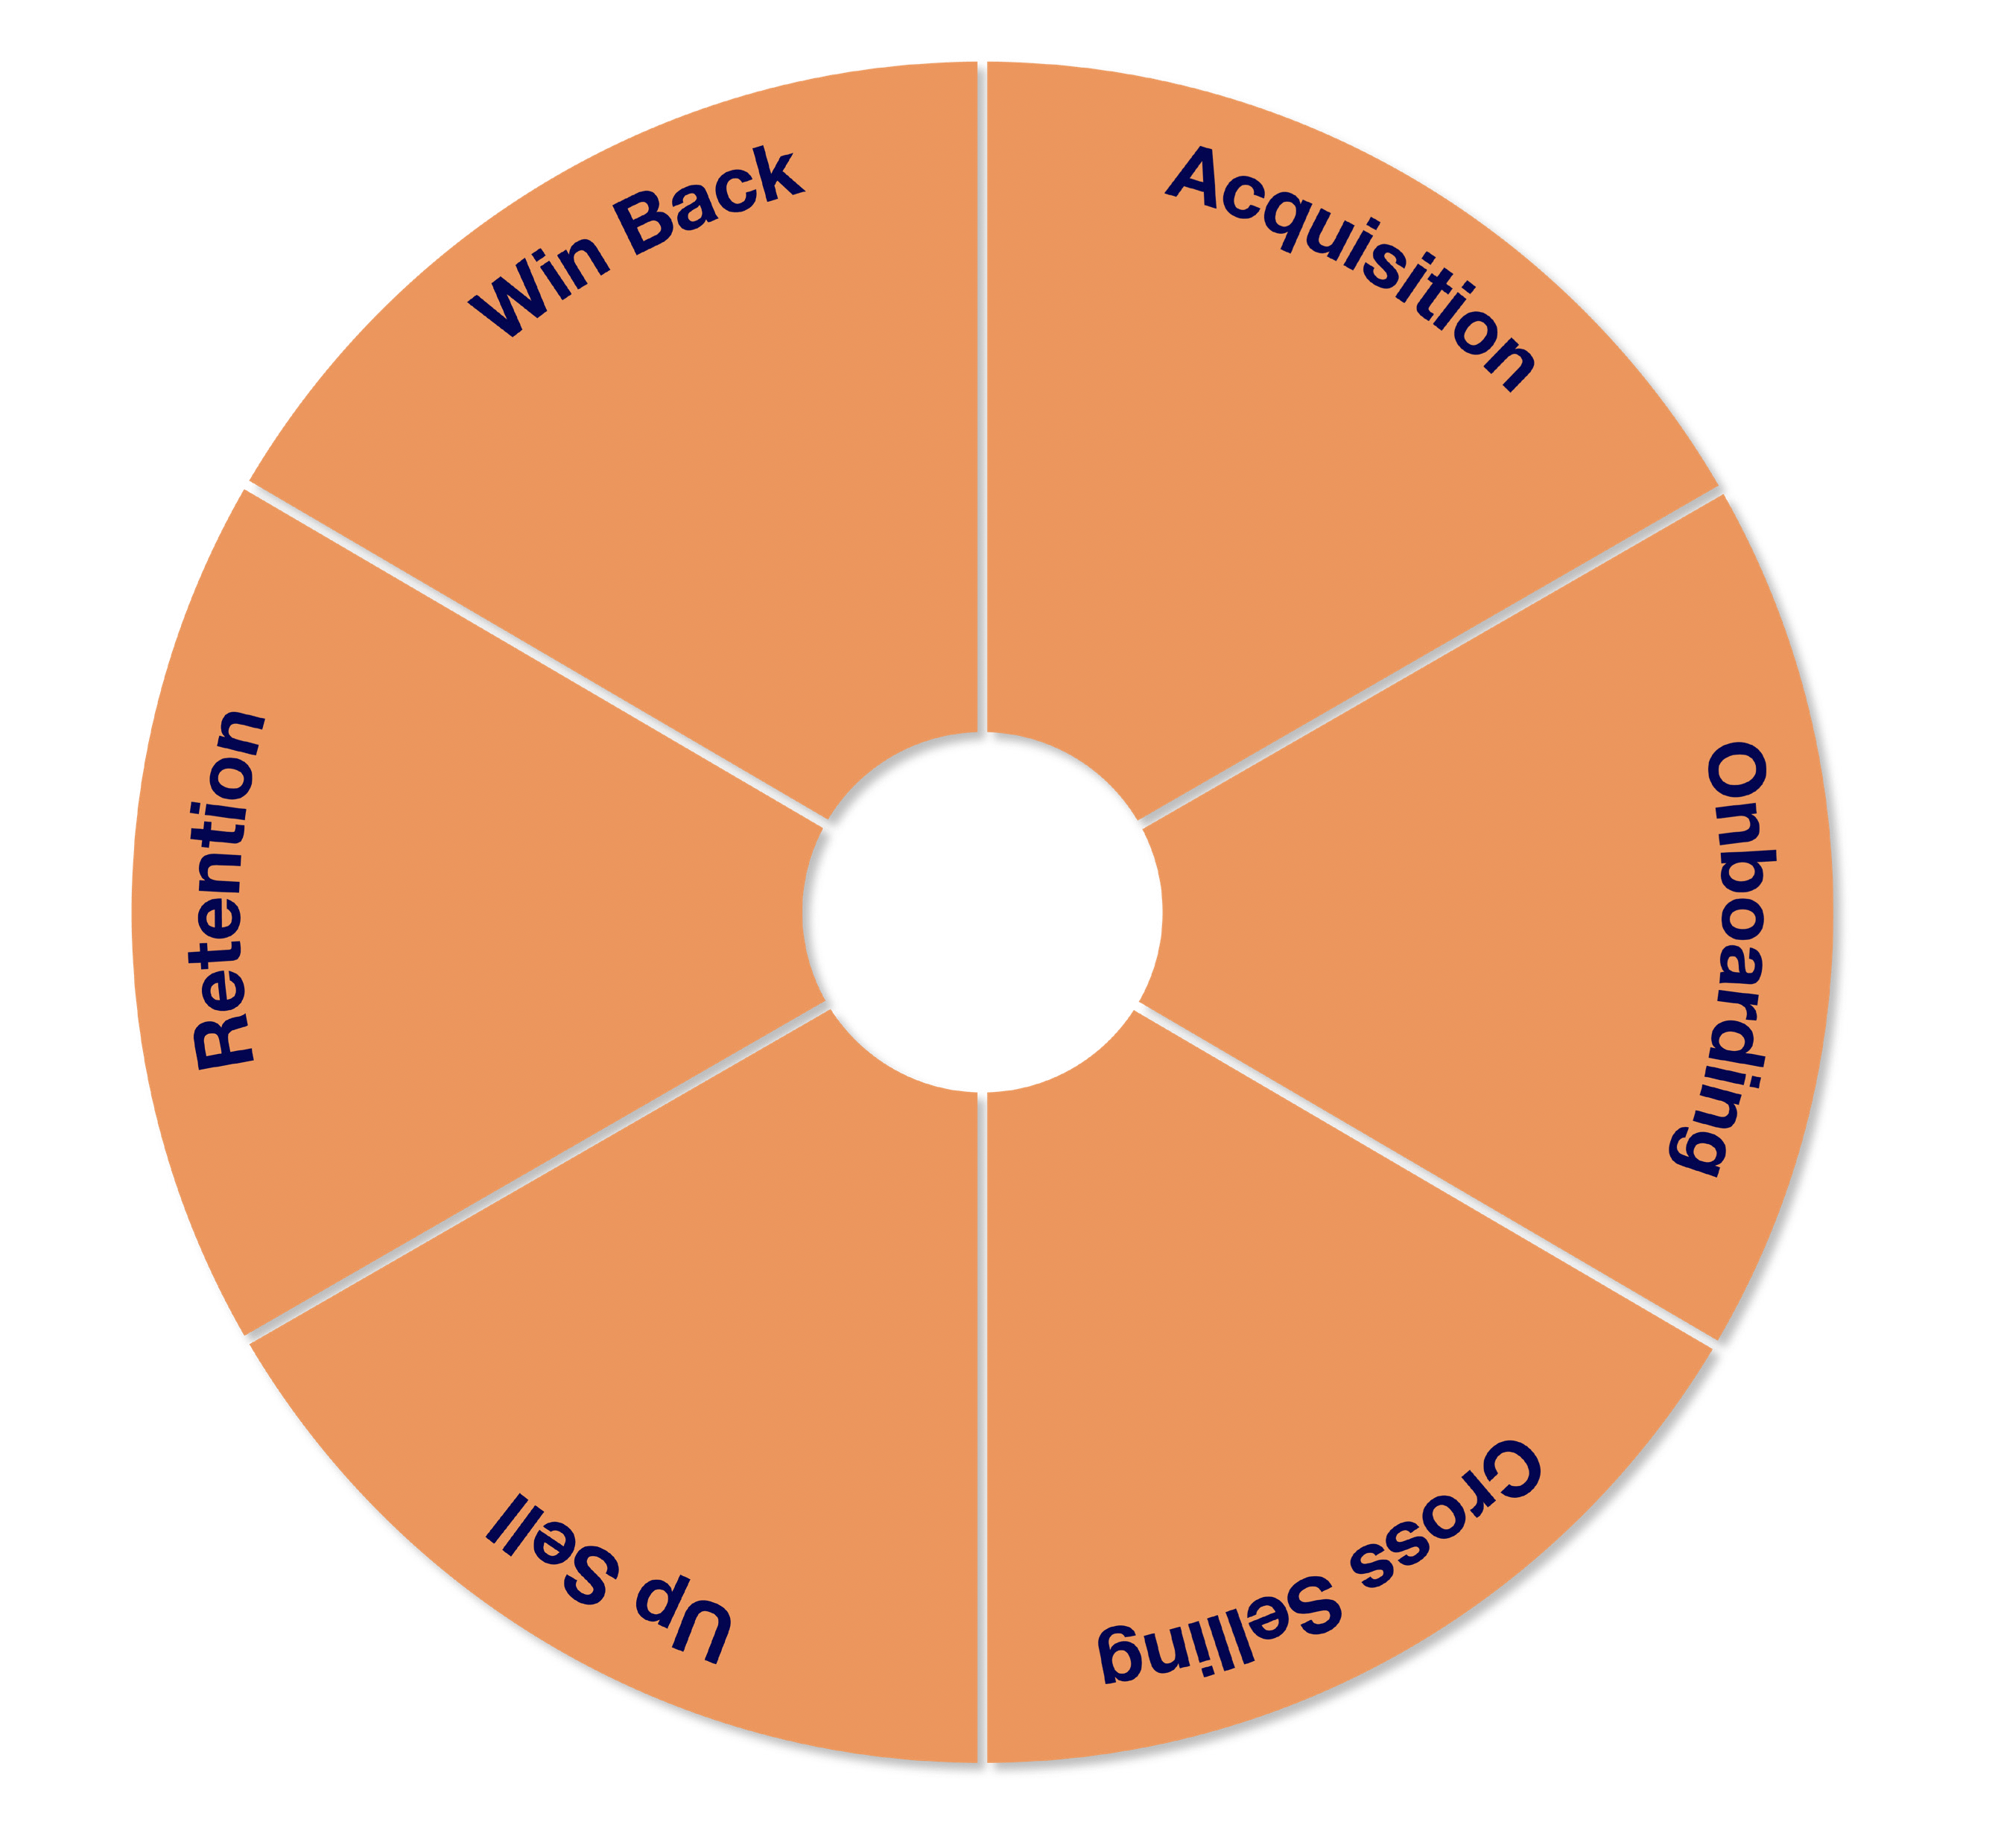 Acquisition
Onboarding
Cross Selling
Up sell
Retention
Win Back